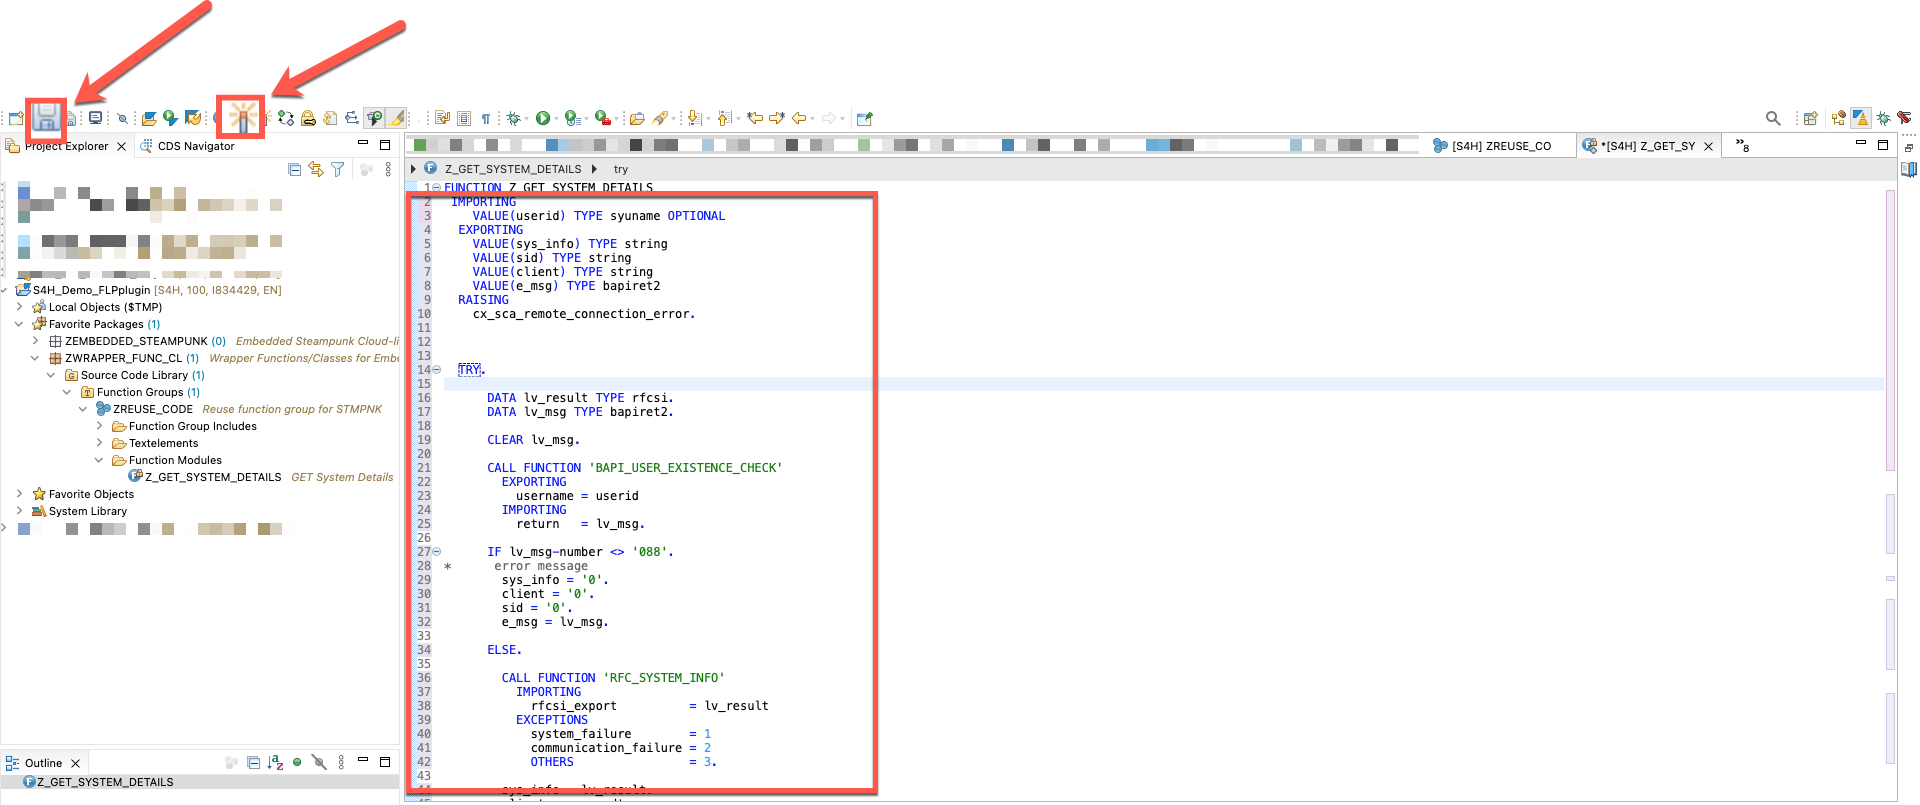 Project Explorer
CDS Navigator
[S4H] ZREUSE_CO
*[S4H] Z_GET_SY
8
Z_GET_SYSTEM_DETAILS
try
S4H_Demo_FLPplugin [S4H, 100, I834429, EN]
Local Objects ($TMP)
Favorite Packages (1)
ZEMBEDDED_STEAMPUNK (0) Embedded Steampunk Cloud-li
ZWRAPPER_FUNC_CL (1) Wrapper Functions/Classes for Embe
Source Code Library (1)
Function Groups (1)
ZREUSE_CODE Reuse function group for STMPNK
Function Group Includes
Textelements
Function Modules
Z_GET_SYSTEM_DETAILS GET System Details
Favorite Objects
System Library
Outline
Z_GET_SYSTEM_DETAILS
1 FUNCTION Z_GET_SYSTEM_DETAILS
2 IMPORTING
3 VALUE(userid) TYPE syuname OPTIONAL
4 EXPORTING
5 VALUE(sys_info) TYPE string
6 VALUE(sid) TYPE string
7 VALUE(client) TYPE string
8 VALUE(e_msg) TYPE bapiret2
9 RAISING
10 cx_sca_remote_connection_error.
11
12
13
14 TRY.
15
16 DATA lv_result TYPE rfcsi.
17 DATA lv_msg TYPE bapiret2.
18
19 CLEAR lv_msg.
20
21 CALL FUNCTION 'BAPI_USER_EXISTENCE_CHECK'
22 EXPORTING
23 username = userid
24 IMPORTING
25 return = lv_msg.
26
27 IF lv_msg-number <> '088'.
28 * error message
29 sys_info = '0'.
30 client = '0'.
31 sid = '0'.
32 e_msg = lv_msg.
33
34 ELSE.
35
36 CALL FUNCTION 'RFC_SYSTEM_INFO'
37 IMPORTING
38 rfcsi_export = lv_result
39 EXCEPTIONS
40 system_failure = 1
41 communication_failure = 2
42 OTHERS = 3.
43